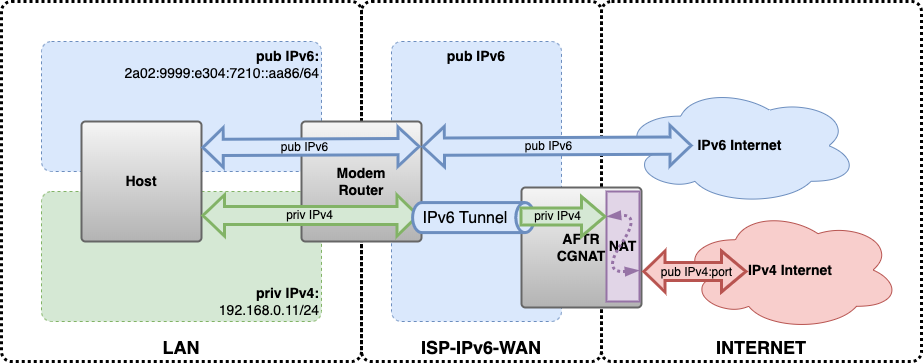 pub IPv6:
2a02:9999:e304:7210::aa86/64
pub IPv6
Host
pub IPv6
Modem
Router
pub IPv6
IPv6 Internet
priv IPv4
IPv6 Tunnel
priv IPv4
AFTR
CGNAT
NAT
pub IPv4:port
IPv4 Internet
priv IPv4:
192.168.0.11/24
LAN
ISP-IPv6-WAN
INTERNET